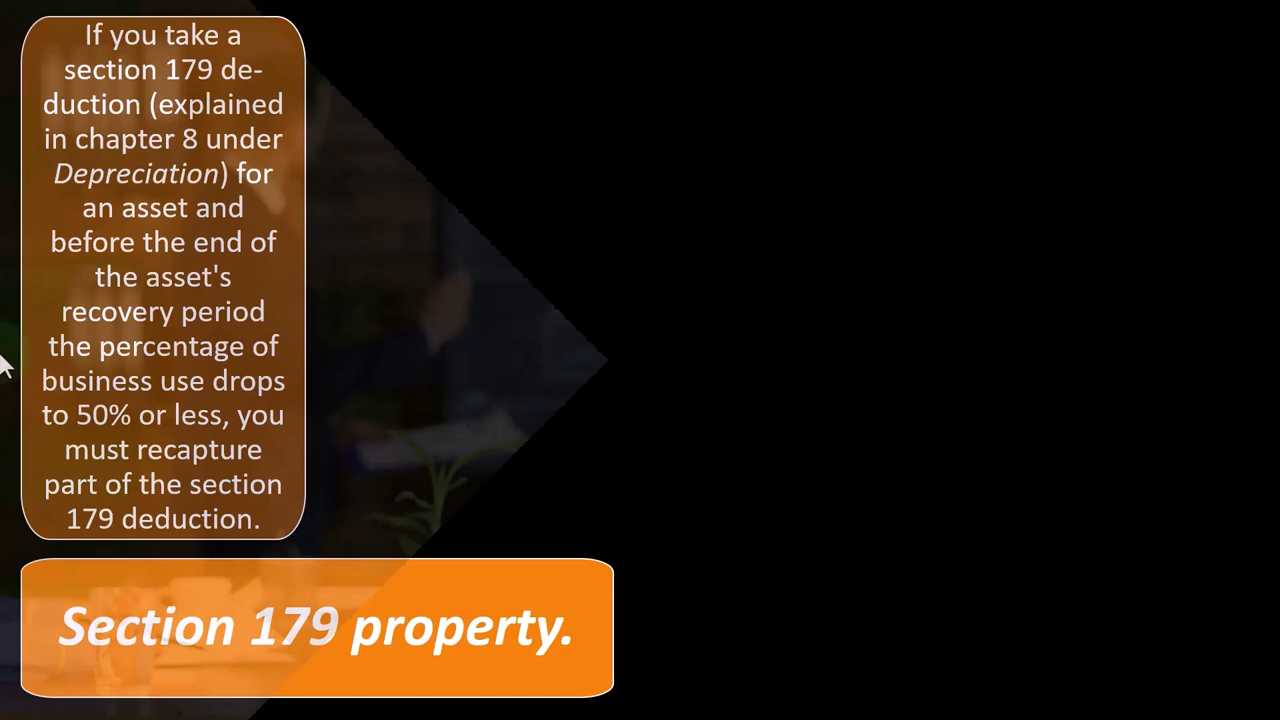 If you take a
section 179 de-
duction (explained
in chapter 8 under
Depreciation) for
an asset and
before the end of
the asset's
recovery period
the percentage of
business use drops
to 50% or less, you
must recapture
part of the section
179 deduction.
Section 179 property.